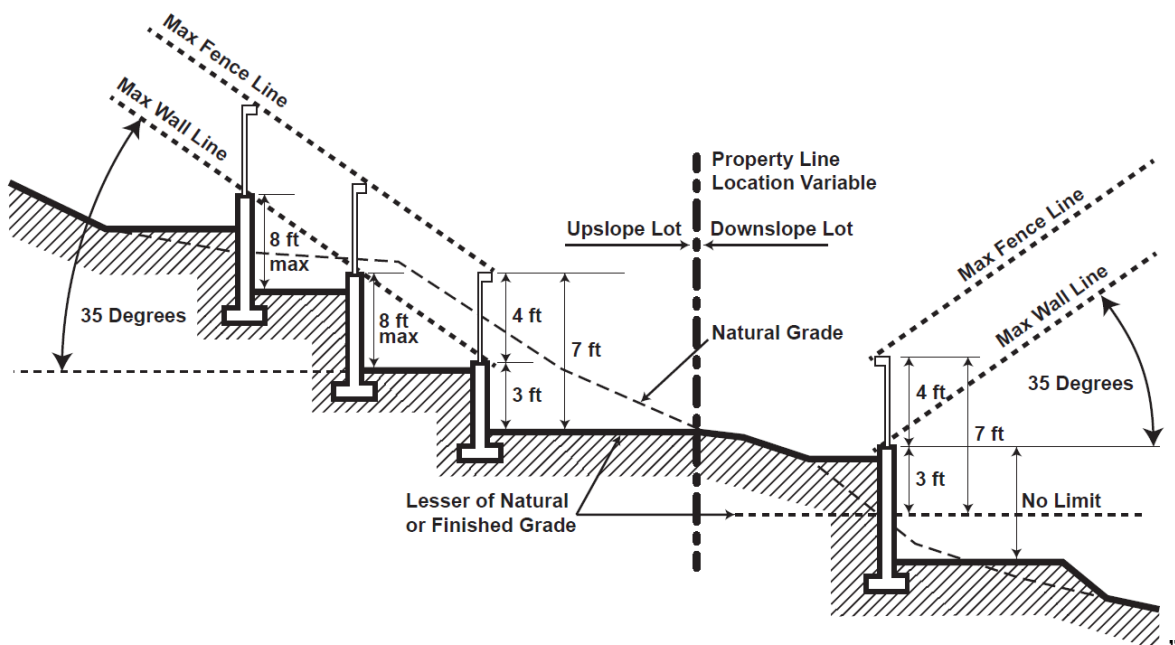 Max Fence Line
Max Wall Line
Property Line
Location Variable
Upslope Lot
Downslope Lot
8 ft
max
8 ft
max
35 Degrees
4 ft
7 ft
3 ft
Natural Grade
Lesser of Natural
or Finished Grade
Max Fence Line
Max Wall Line
35 Degrees
4 ft
7 ft
3 ft
No Limit